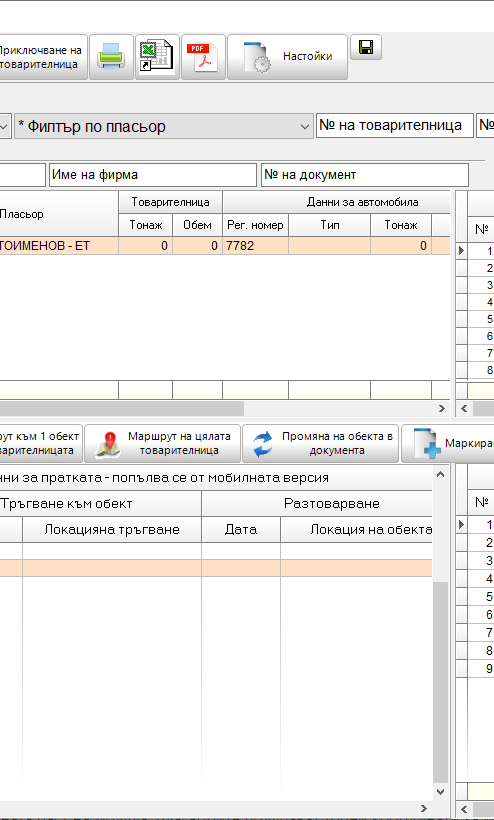 Приключване на
товарителница
PDF
Настойки
* Филтър по пласьор
№ на товарителница
№
Име на фирма
№ на документ
Пласьор
Товарителница
Данни за автомобила
Тонаж
Обем
Рег. номер
Тип
Тонаж
№
ТОИМЕНОВ - ЕТ
0
0
7782
0
1
2
3
4
5
6
7
8
рут към 1 обект
варителницата
Маршрут на цялата
товарителница
Промяна на обекта в
документа
Маркиран
нни за пратката - попълва се от мобилната версия
Тръгване към обект
Разтоварване
№
Локацияна тръгване
Дата
Локация на обекта
1
2
3
4
5
6
7
8
9